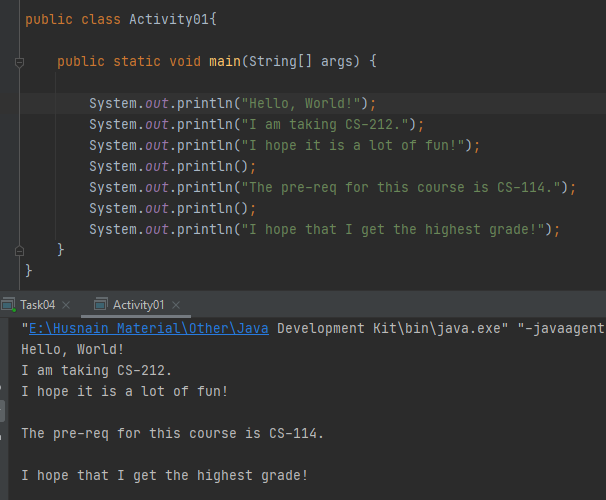 public class Activity01{
public static void main(String[] args) {
System.out.println("Hello, World!");
System.out.println("I am taking CS-212.");
System.out.println("I hope it is a lot of fun!");
System.out.println();
System.out.println("The pre-req for this course is CS-114.");
System.out.println();
System.out.println("I hope that I get the highest grade!");
}
}
Task04 × Activity01 ×
"E:\Husnain Material\Other\Java Development Kit\bin\java.exe" "-javaagent
Hello, World!
I am taking CS-212.
I hope it is a lot of fun!
The pre-req for this course is CS-114.
I hope that I get the highest grade!